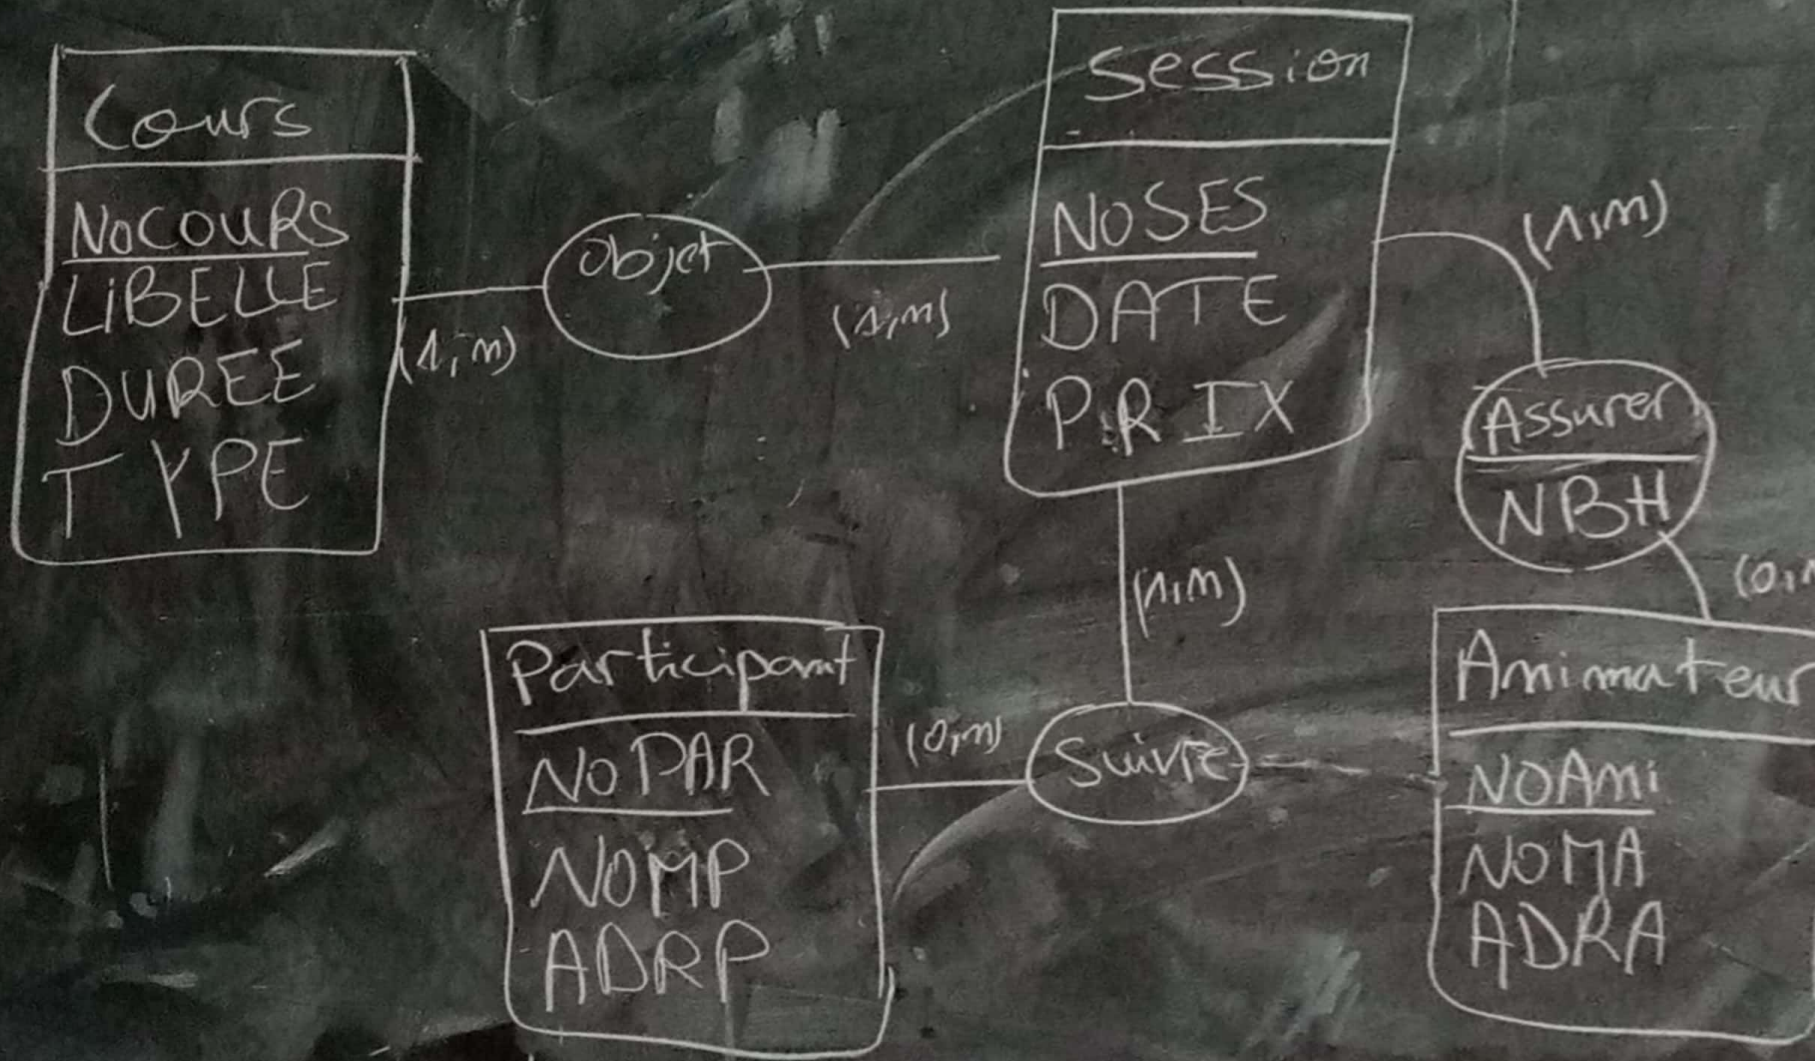 Cours
NoCOURS
LiBELLE
DUREE
TYPE
(1,n)
objet
(1,n)
Session
NOSES
DATE
PRIX
(1,n)
Assurer
NBH
(1,n)
(0,n
Participant
NoPAR
NOMP
ADRP
(0,n)
Suivre
Animateur
NOAMi
NOMA
ADRA